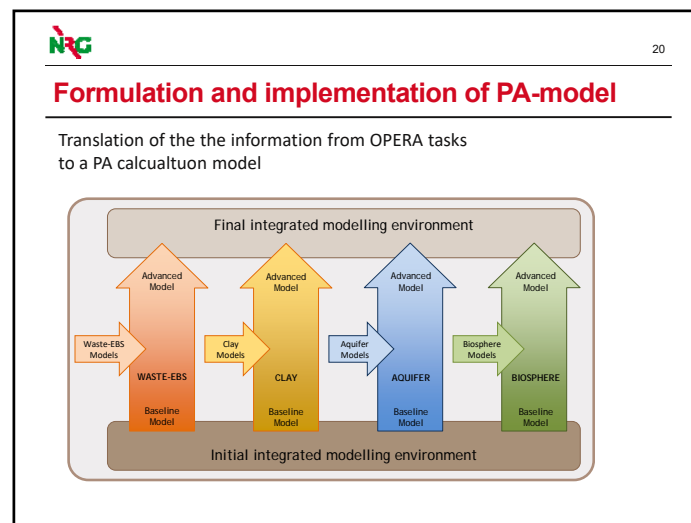 NRG
20
Formulation and implementation of PA-model
Translation of the the information from OPERA tasks
to a PA calcualtuon model
Final integrated modelling environment
Advanced
Model
Advanced
Model
Advanced
Model
Advanced
Model
Waste-EBS
Models
Clay
Models
Aquifer
Models
Biosphere
Models
WASTE-EBS
CLAY
AQUIFER
BIOSPHERE
Baseline
Model
Baseline
Model
Baseline
Model
Baseline
Model
Initial integrated modelling environment